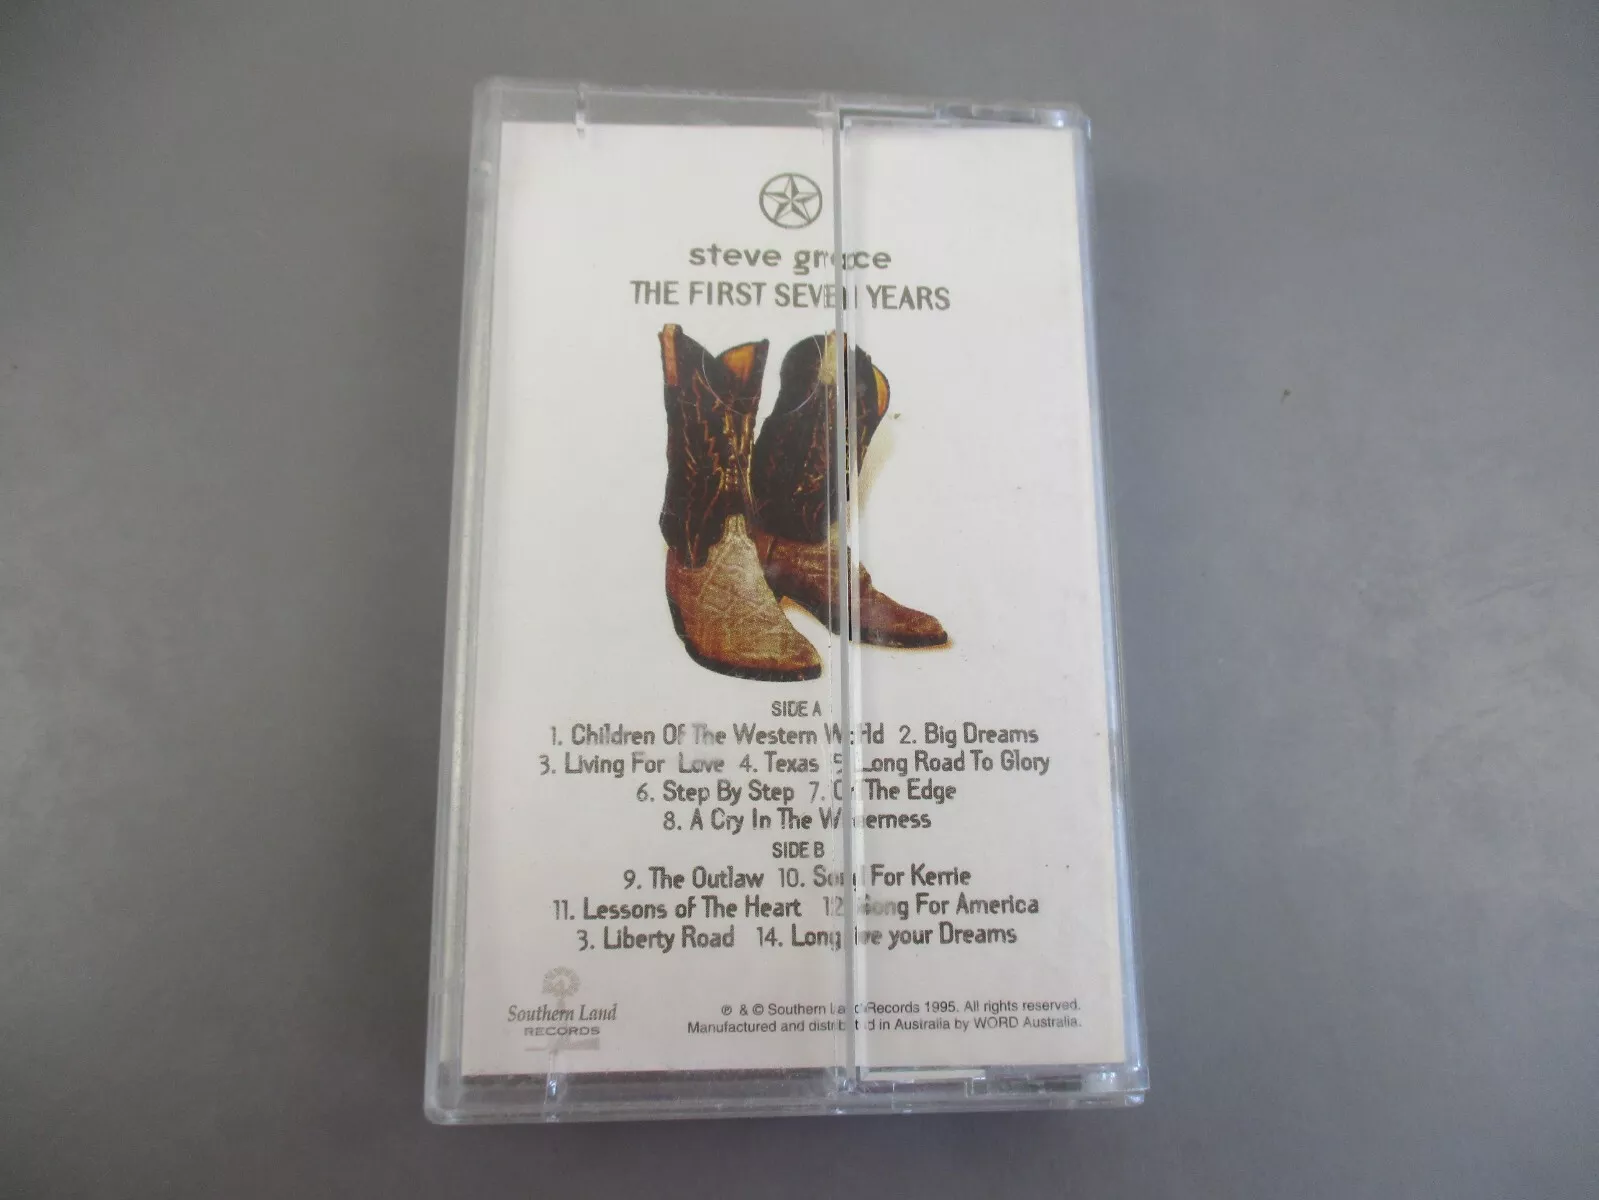 steve grace
THE FIRST SEVEN YEARS
SIDE A
1. Children Of The Western World 2. Big Dreams
3. Living For Love 4. Texas 5. Long Road To Glory
6. Step By Step 7. On The Edge
8. A Cry In The Wilderness
SIDE B
9. The Outlaw 10. Song For Kerrie
11. Lessons of The Heart 12. Song For America
3. Liberty Road 14. Long live your Dreams
Southern Land
RECORDS
℗ & © Southern Land Records 1995. All rights reserved.
Manufactured and distributed in Australia by WORD Australia.